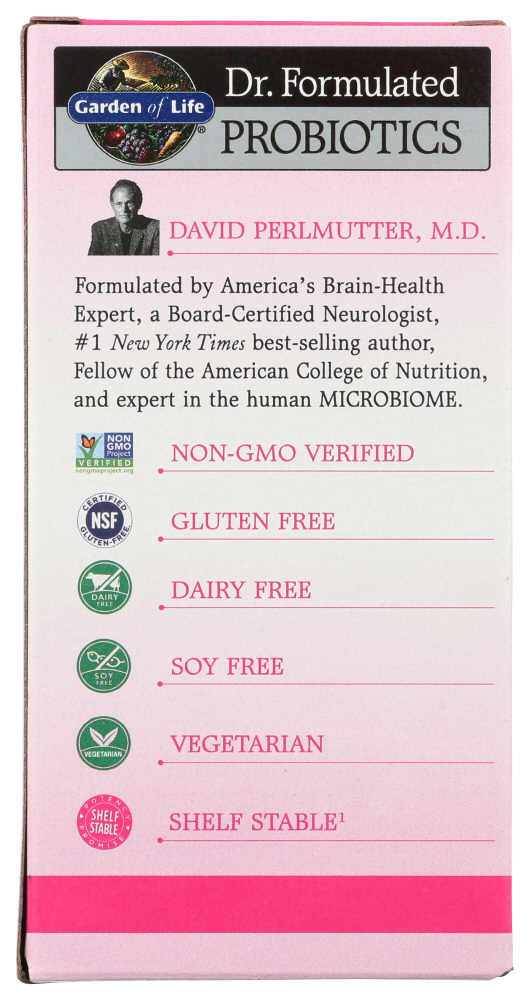 Garden of Life®
Dr. Formulated
PROBIOTICS
DAVID PERLMUTTER, M.D.
Formulated by America's Brain-Health
Expert, a Board-Certified Neurologist,
#1 New York Times best-selling author,
Fellow of the American College of Nutrition,
and expert in the human MICROBIOME.
NON
GMO
Project
VERIFIED
nongmoproject.org
NON-GMO VERIFIED
CERTIFIED
NSF
GLUTEN-FREE
GLUTEN FREE
DAIRY
FREE
DAIRY FREE
SOY
FREE
SOY FREE
VEGETARIAN
VEGETARIAN
POTENCY
SHELF
STABLE
PROMISE
SHELF STABLE¹